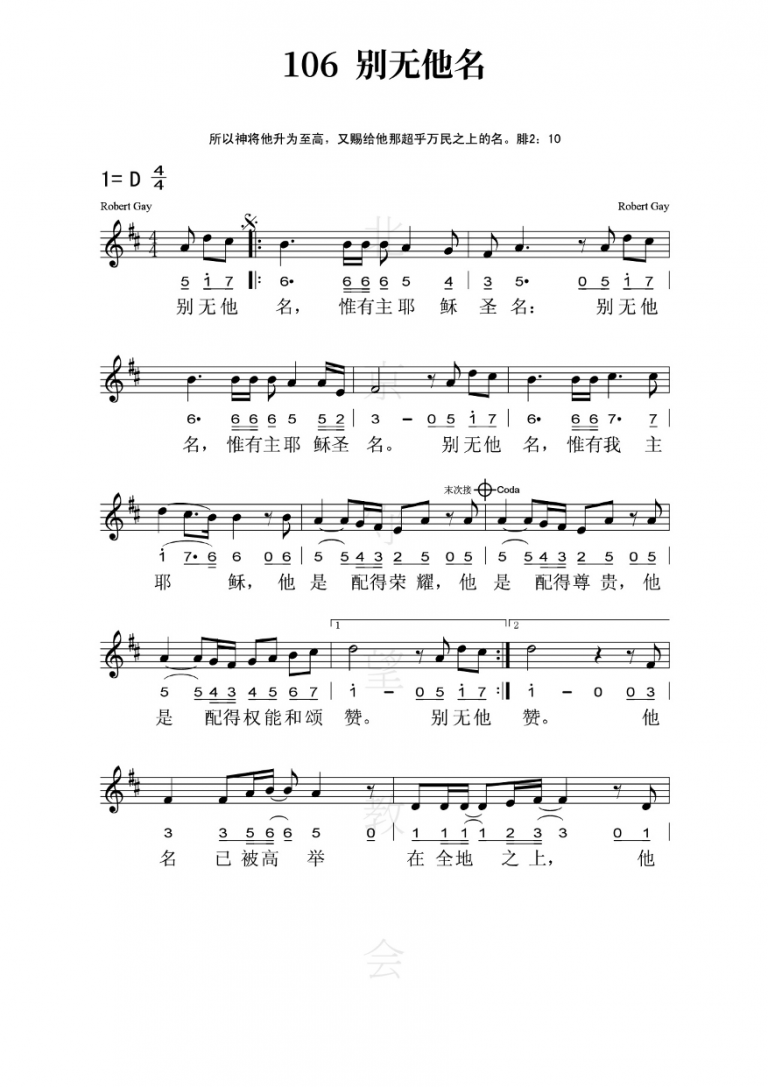 106 别无他名
所以神将他升为至高，又赐给他那超乎万民之上的名。腓2：10
1= D 4/4
Robert Gay Robert Gay
5 1 7 6· 6 6 6 5 4 3 5· 0 5 1 7
别无他 名， 惟有主耶 稣 圣 名： 别无他
6· 6 6 6 5 5 2 3 – 0 5 1 7 6· 6 6 7· 7
名，惟有主耶 稣圣 名。 别无他 名，惟有我 主
末次接 Coda
1 7· 6 6 0 6 5 5 4 3 2 5 0 5 5 5 4 3 2 5 0 5
耶 稣，他 是 配得荣耀，他 是 配得尊贵，他
1 2
5 5 4 3 4 5 6 7 1 – 0 5 1 7 1 – 0 0 3
是 配得权能和颂 赞。 别无他 赞。 他
3 3 5 6 6 5 0 1 1 1 1 2 3 3 0 1
名 已被高 举 在全地 之上， 他
北京守望教会